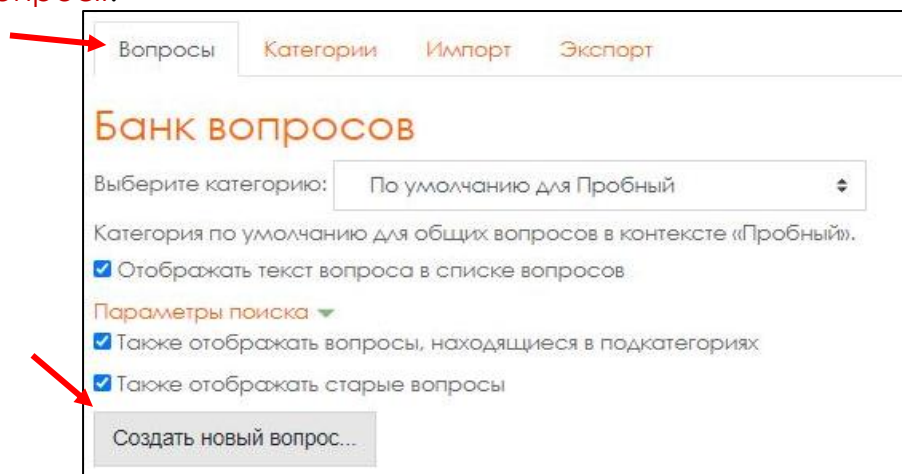 Вопросы Категории Импорт Экспорт
Банк вопросов
Выберите категорию: По умолчанию для Пробный
Категория по умолчанию для общих вопросов в контексте «Пробный».
Отображать текст вопроса в списке вопросов
Параметры поиска
Также отображать вопросы, находящиеся в подкатегориях
Также отображать старые вопросы
Создать новый вопрос...